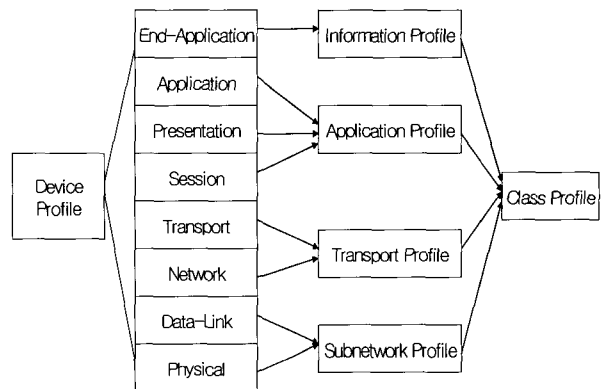 Device
Profile
End-Application
Application
Presentation
Session
Transport
Network
Data-Link
Physical
Information Profile
Application Profile
Transport Profile
Subnetwork Profile
Class Profile